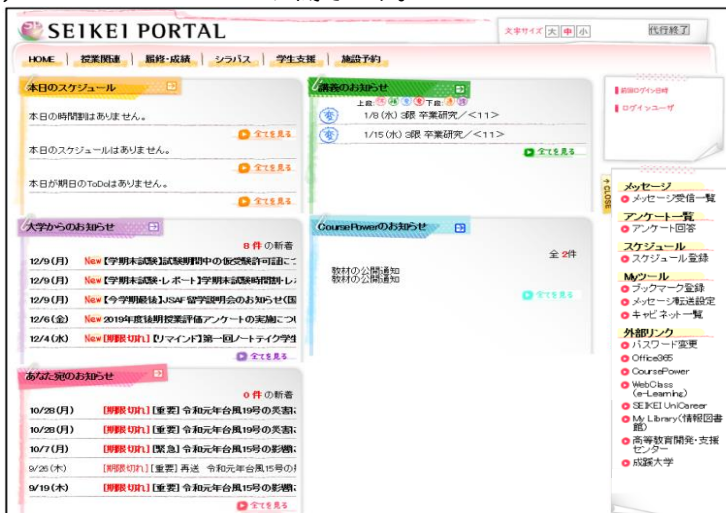 SEIKEI PORTAL
文字サイズ 大 中 小
代行終了
HOME 授業関連 履修・成績 シラバス 学生支援 施設予約
本日のスケジュール
本日の時間割はありません。
全てを見る
本日のスケジュールはありません。
全てを見る
本日が期日のToDoはありません。
全てを見る
講義のお知らせ
1/8(水) 3限 卒業研究／<11>
1/15(水) 3限 卒業研究／<11>
全てを見る
大学からのお知らせ
8 件の新着
12/9(月) New【学期末試験】試験期間中の仮受験許可証に
12/9(月) New【学期末試験・レポート】学期末試験時間割・レ
12/9(月) New【今学期最後】JSAF 留学説明会のお知らせ(国
12/6(金) New 2019年度後期授業評価アンケートの実施につ
12/4(水) New [期限切れ]【リマインド】第一回ノートテイク学生
全てを見る
CoursePowerのお知らせ
全 2件
教材の公開通知
教材の公開通知
全てを見る
あなた宛のお知らせ
0 件の新着
10/28(月) [期限切れ] [重要] 令和元年台風19号の災害
10/28(月) [期限切れ] [重要] 令和元年台風19号の災害
10/7(月) [期限切れ] [緊急] 令和元年台風15号の影響
9/26(木) [期限切れ] [重要] 再送 令和元年台風15号の
9/19(木) [期限切れ] [重要] 令和元年台風15号の影響
全てを見る
前回ログイン日時
ログインユーザ
CLOSE
メッセージ
メッセージ受信一覧
アンケート一覧
アンケート回答
スケジュール
スケジュール登録
Myツール
ブックマーク登録
メッセージ転送設定
キャビネット一覧
外部リンク
パスワード変更
Office365
CoursePower
WebClass
(e-Learning)
SEIKEI UniCareer
My Library(情報図書
館)
高等教育開発・支援
センター
成蹊大学